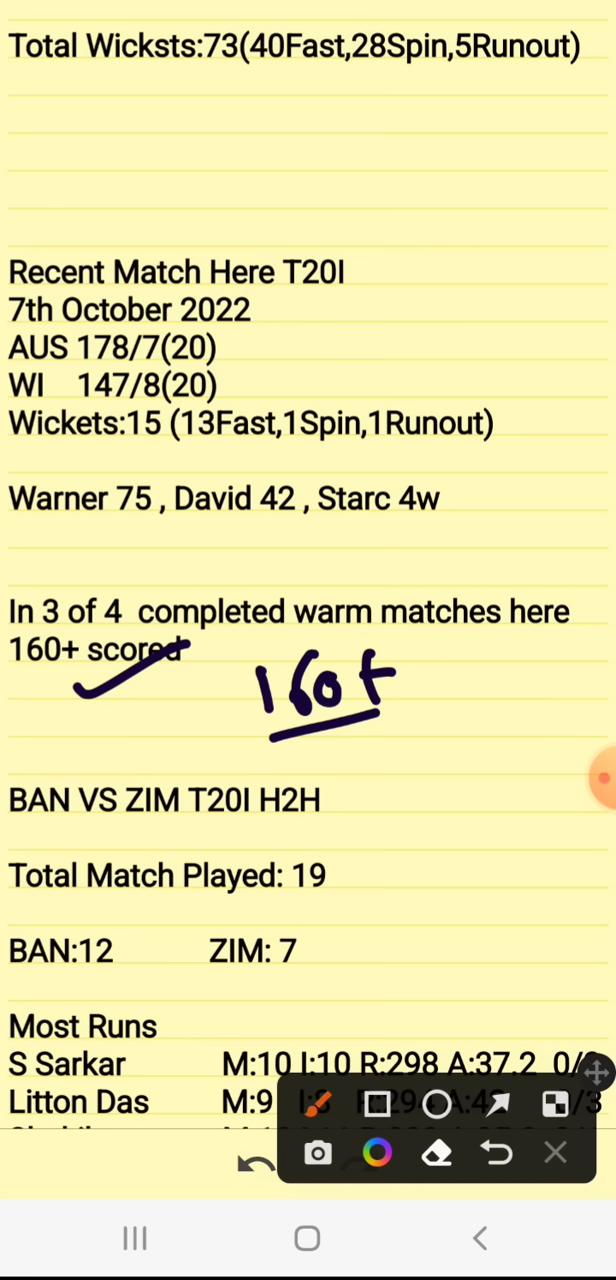 Total Wicksts:73(40Fast,28Spin,5Runout)
Recent Match Here T20I
7th October 2022
AUS 178/7(20)
WI 147/8(20)
Wickets:15 (13Fast,1Spin,1Runout)
Warner 75 , David 42 , Starc 4w
In 3 of 4 completed warm matches here
160+ scored
160+
BAN VS ZIM T20I H2H
Total Match Played: 19
BAN:12 ZIM: 7
Most Runs
S Sarkar M:10 I:10 R:298 A:37.2
Litton Das M:9